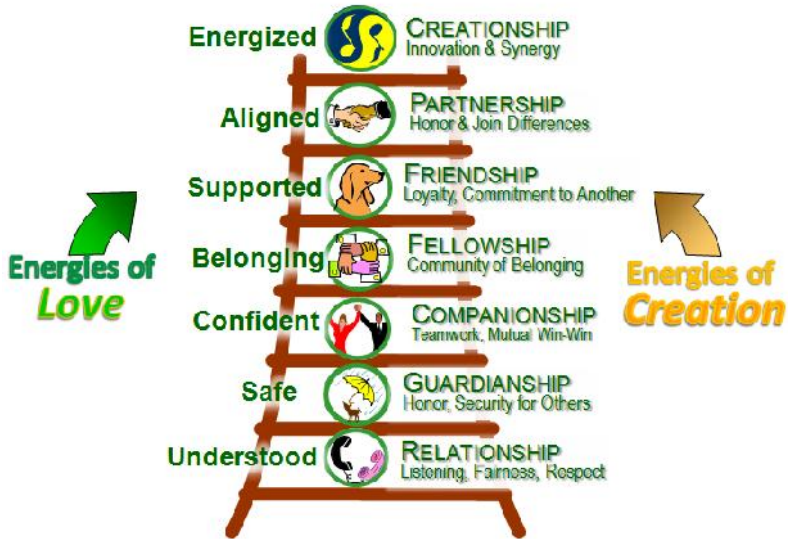 Energized
CREATIONSHIP
Innovation & Synergy
Aligned
PARTNERSHIP
Honor & Join Differences
Supported
FRIENDSHIP
Loyalty, Commitment to Another
Belonging
FELLOWSHIP
Community of Belonging
Confident
COMPANIONSHIP
Teamwork, Mutual Win-Win
Safe
GUARDIANSHIP
Honor, Security for Others
Understood
RELATIONSHIP
Listening, Fairness, Respect
Energies of
Love
Energies of
Creation